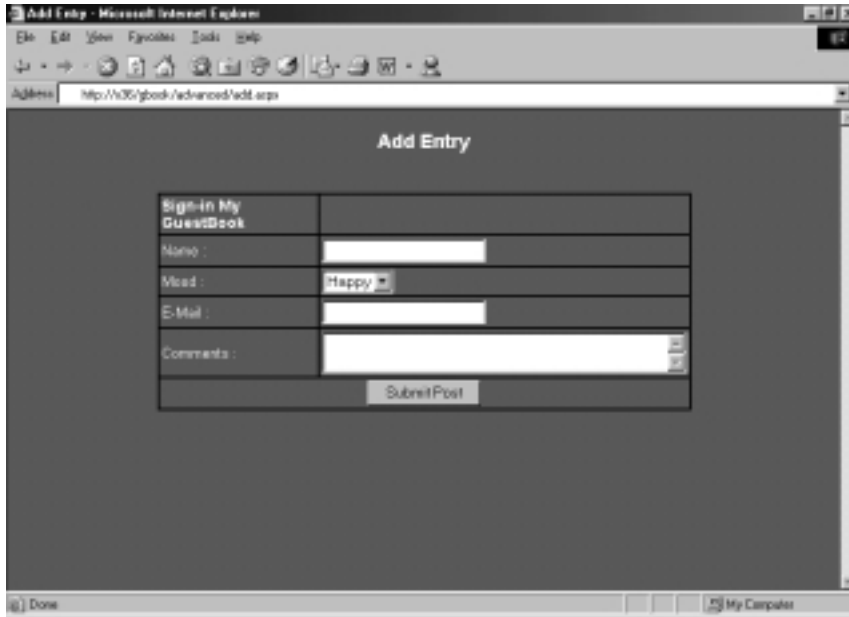 Add Entry - Microsoft Internet Explorer
File Edit View Favorites Tools Help
Address http://s36/gbook/advanced/add.aspx
Add Entry
Sign-in My
GuestBook
Name :
Mood :
Happy
E-Mail :
Comments :
Submit Post
Done
My Computer